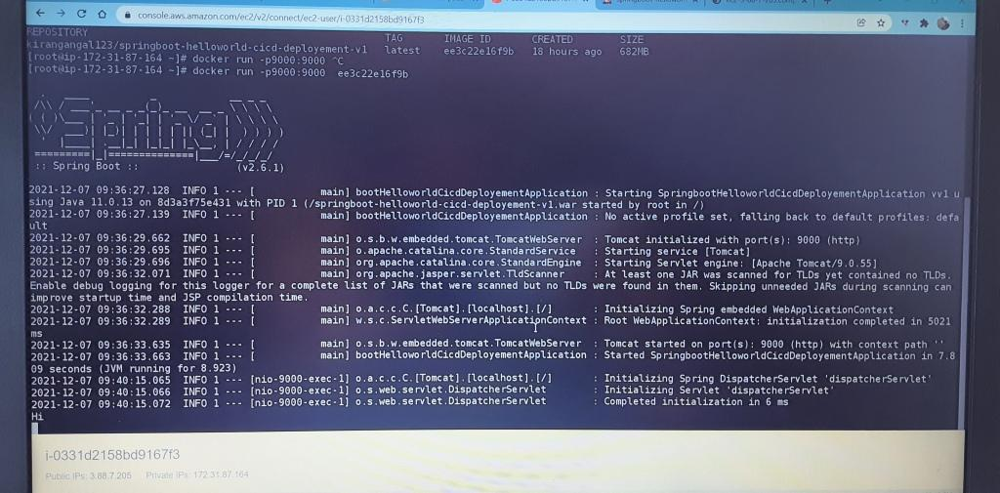 console.aws.amazon.com/ec2/v2/connect/ec2-user/i-0331d2158bd9167f3
REPOSITORY TAG IMAGE ID CREATED SIZE
kirangangal123/springboot-helloworld-cicd-deployement-v1 latest ee3c22e16f9b 18 hours ago 682MB
[root@ip-172-31-87-164 ~]# docker run -p9000:9000 ^C
[root@ip-172-31-87-164 ~]# docker run -p9000:9000 ee3c22e16f9b
Spring
:: Spring Boot :: (v2.6.1)
2021-12-07 09:36:27.128 INFO 1 --- [ main] bootHelloworldCicdDeployementApplication : Starting SpringbootHelloworldCicdDeployementApplication vv1 u
sing Java 11.0.13 on 8d3a3f75e431 with PID 1 (/springboot-helloworld-cicd-deployement-v1.war started by root in /)
2021-12-07 09:36:27.139 INFO 1 --- [ main] bootHelloworldCicdDeployementApplication : No active profile set, falling back to default profiles: defa
ult
2021-12-07 09:36:29.662 INFO 1 --- [ main] o.s.b.w.embedded.tomcat.TomcatWebServer : Tomcat initialized with port(s): 9000 (http)
2021-12-07 09:36:29.695 INFO 1 --- [ main] o.apache.catalina.core.StandardService : Starting service [Tomcat]
2021-12-07 09:36:29.696 INFO 1 --- [ main] org.apache.catalina.core.StandardEngine : Starting Servlet engine: [Apache Tomcat/9.0.55]
2021-12-07 09:36:32.071 INFO 1 --- [ main] org.apache.jasper.servlet.TldScanner : At least one JAR was scanned for TLDs yet contained no TLDs.
Enable debug logging for this logger for a complete list of JARs that were scanned but no TLDs were found in them. Skipping unneeded JARs during scanning can
improve startup time and JSP compilation time.
2021-12-07 09:36:32.288 INFO 1 --- [ main] o.a.c.c.C.[Tomcat].[localhost].[/] : Initializing Spring embedded WebApplicationContext
2021-12-07 09:36:32.289 INFO 1 --- [ main] w.s.c.ServletWebServerApplicationContext : Root WebApplicationContext: initialization completed in 5021
ms
2021-12-07 09:36:33.635 INFO 1 --- [ main] o.s.b.w.embedded.tomcat.TomcatWebServer : Tomcat started on port(s): 9000 (http) with context path ''
2021-12-07 09:36:33.663 INFO 1 --- [ main] bootHelloworldCicdDeployementApplication : Started SpringbootHelloworldCicdDeployementApplication in 7.8
09 seconds (JVM running for 8.923)
2021-12-07 09:40:15.065 INFO 1 --- [nio-9000-exec-1] o.a.c.c.C.[Tomcat].[localhost].[/] : Initializing Spring DispatcherServlet 'dispatcherServlet'
2021-12-07 09:40:15.066 INFO 1 --- [nio-9000-exec-1] o.s.web.servlet.DispatcherServlet : Initializing Servlet 'dispatcherServlet'
2021-12-07 09:40:15.072 INFO 1 --- [nio-9000-exec-1] o.s.web.servlet.DispatcherServlet : Completed initialization in 6 ms
Hi
i-0331d2158bd9167f3
Public IPs: 3.88.7.205 Private IPs: 172.31.87.164